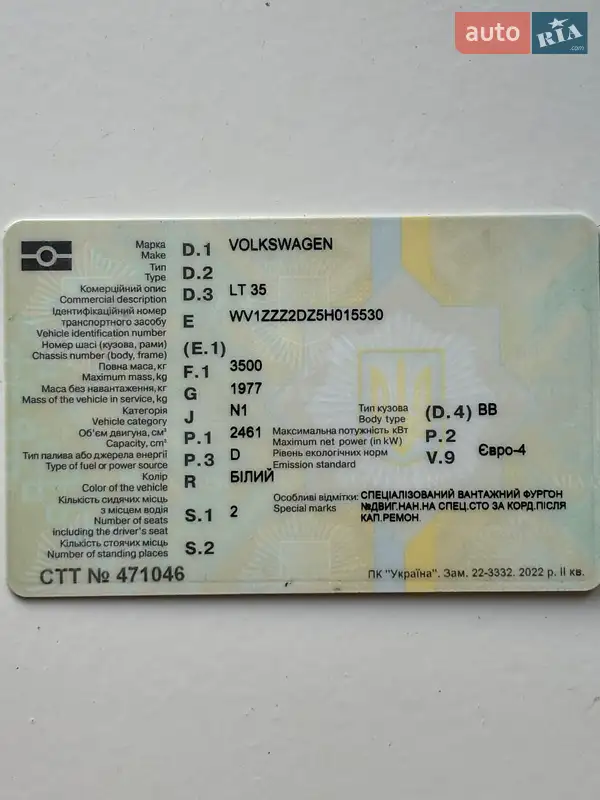 auto RIA .com
Марка D.1 VOLKSWAGEN
Make
Тип D.2
Type
Комерційний опис D.3 LT 35
Commercial description
Ідентифікаційний номер
транспортного засобу E WV1ZZZ2DZ5H015530
Vehicle identification number
Номер шасі (кузова, рами) (E.1)
Chassis number (body, frame)
Повна маса, кг F.1 3500
Maximum mass, kg
Маса без навантаження, кг G 1977
Mass of the vehicle in service, kg
Категорія J N1 Тип кузова (D.4) BB
Vehicle category Body type
Об'єм двигуна, см³ P.1 2461 Максимальна потужність кВт P.2
Capacity, cm³ Maximum net power (in kW)
Тип палива або джерела енергії P.3 D Рівень екологічних норм V.9 Євро-4
Type of fuel or power source Emission standard
Колір R БІЛИЙ
Color of the vehicle
Кількість сидячих місць Особливі відмітки: СПЕЦІАЛІЗОВАНИЙ ВАНТАЖНИЙ ФУРГОН
з місцем водія S.1 2 Special marks №ДВИГ.НАН.НА СПЕЦ.СТО ЗА КОРД.ПІСЛЯ
Number of seats КАП.РЕМОН.
including the driver's seat
Кількість стоячих місць S.2
Number of standing places
СТТ № 471046 ПК "Україна". Зам. 22-3332. 2022 р. II кв.